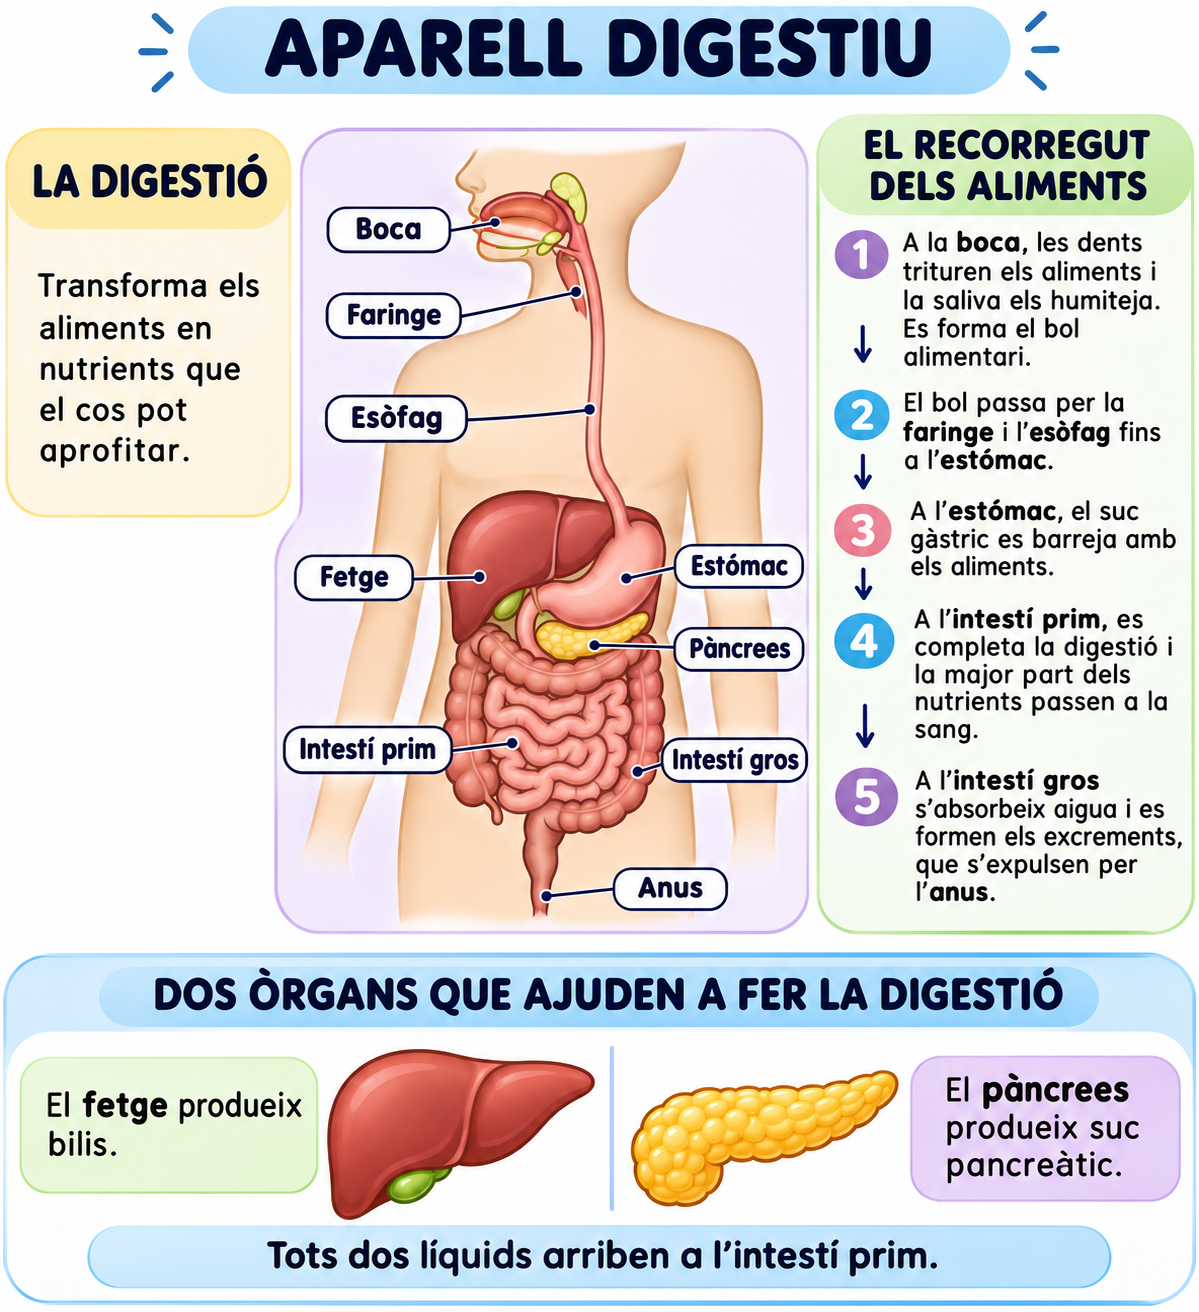 APARELL DIGESTIU
LA DIGESTIÓ
Transforma els
aliments en
nutrients que
el cos pot
aprofitar.
Boca
Faringe
Esòfag
Fetge
Estómac
Pàncrees
Intestí prim
Intestí gros
Anus
EL RECORREGUT
DELS ALIMENTS
1
A la boca, les dents
trituren els aliments i
la saliva els humiteja.
Es forma el bol
alimentari.
2
El bol passa per la
faringe i l'esòfag fins
a l'estómac.
3
A l'estómac, el suc
gàstric es barreja amb
els aliments.
4
A l'intestí prim, es
completa la digestió i
la major part dels
nutrients passen a la
sang.
5
A l'intestí gros
s'absorbeix aigua i es
formen els excrements,
que s'expulsen per
l'anus.
DOS ÒRGANS QUE AJUDEN A FER LA DIGESTIÓ
El fetge produeix
bilis.
El pàncrees
produeix suc
pancreàtic.
Tots dos líquids arriben a l'intestí prim.